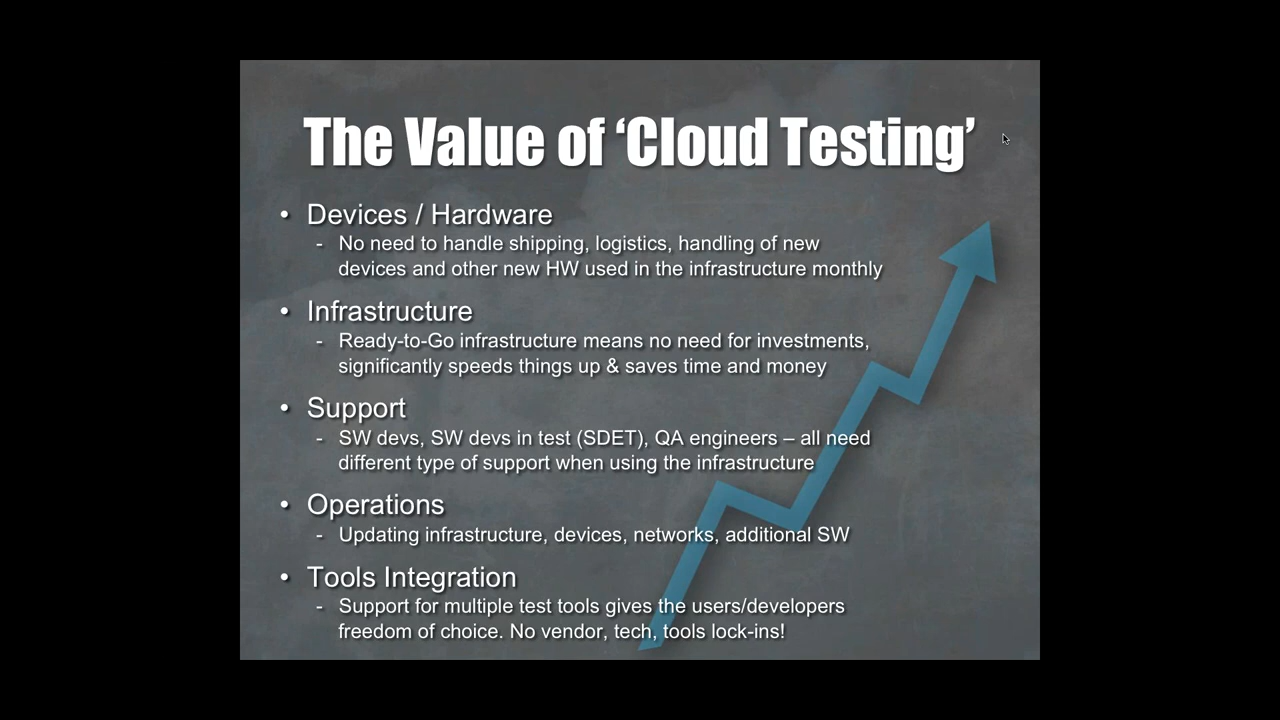 The Value of ‘Cloud Testing’
• Devices / Hardware
- No need to handle shipping, logistics, handling of new
devices and other new HW used in the infrastructure monthly
• Infrastructure
- Ready-to-Go infrastructure means no need for investments,
significantly speeds things up & saves time and money
• Support
- SW devs, SW devs in test (SDET), QA engineers – all need
different type of support when using the infrastructure
• Operations
- Updating infrastructure, devices, networks, additional SW
• Tools Integration
- Support for multiple test tools gives the users/developers
freedom of choice. No vendor, tech, tools lock-ins!